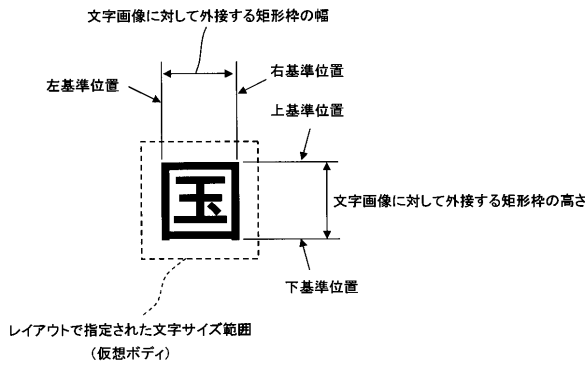 文字画像に対して外接する矩形枠の幅
右基準位置
左基準位置
上基準位置
国
文字画像に対して外接する矩形枠の高さ
下基準位置
レイアウトで指定された文字サイズ範囲
(仮想ボディ)